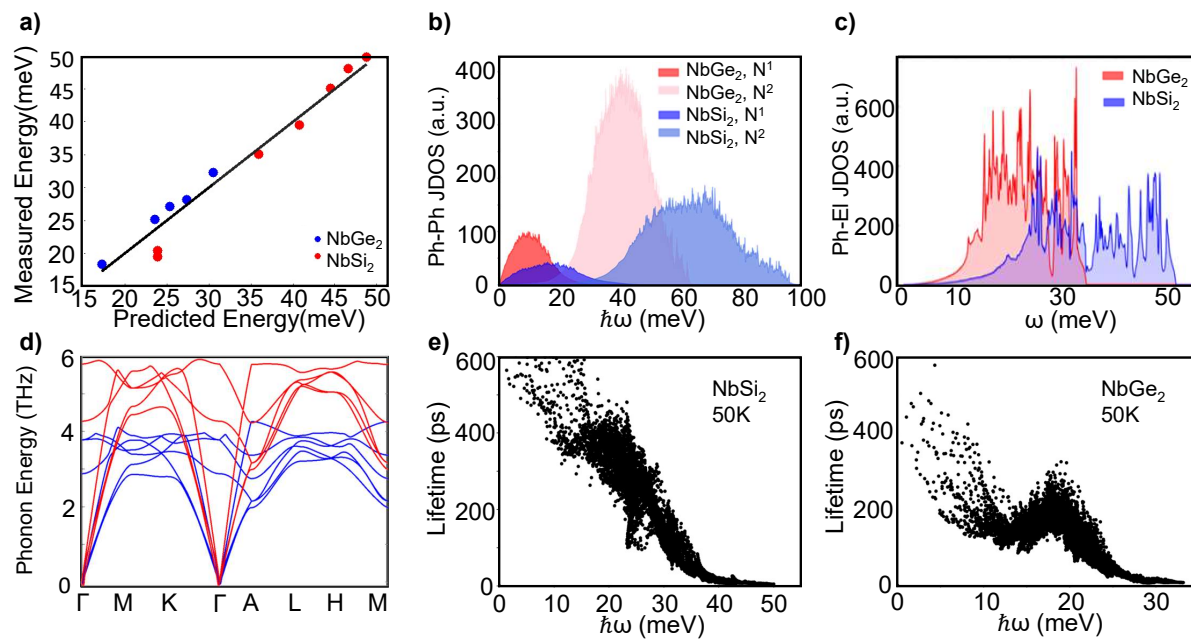 a)
Measured Energy(meV)
50
45
40
35
30
25
20
15
NbGe₂
NbSi₂
15 20 25 30 35 40 45 50
Predicted Energy(meV)
b)
Ph-Ph JDOS (a.u.)
400
300
200
100
0
NbGe₂, N¹
NbGe₂, N²
NbSi₂, N¹
NbSi₂, N²
0 20 40 60 80 100
ℏω (meV)
c)
Ph-El JDOS (a.u.)
600
400
200
0
NbGe₂
NbSi₂
0 10 30 30 50
ω (meV)
d)
Phonon Energy (THz)
6
4
2
0
Γ M K Γ A L H M
e)
Lifetime (ps)
600
400
200
0
NbSi₂
50K
0 10 20 30 40 50
ℏω (meV)
f)
Lifetime (ps)
600
400
200
0
NbGe₂
50K
0 10 20 30
ℏω (meV)